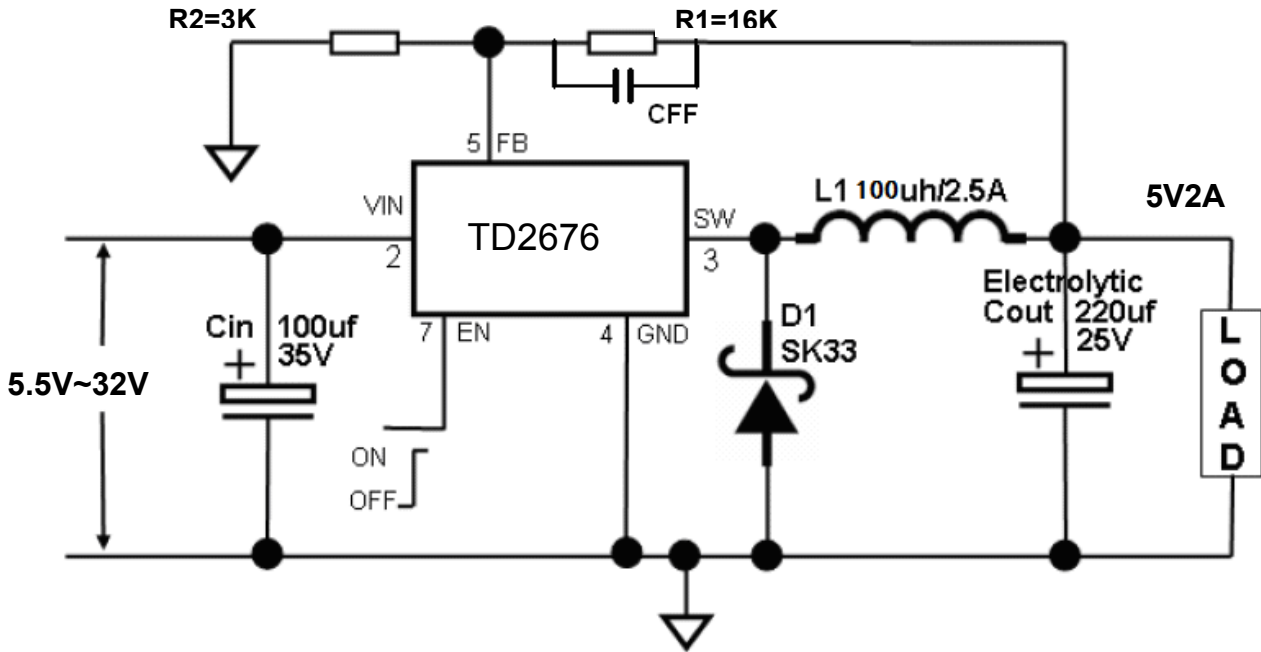 R2=3K
R1=16K
CFF
5 FB
VIN
2
TD2676
SW
3
L1 100uh/2.5A
5V2A
7 EN
4 GND
Cin 100uf
35V
+
D1
SK33
Electrolytic
Cout 220uf
25V
+
5.5V~32V
ON
OFF
L
O
A
D